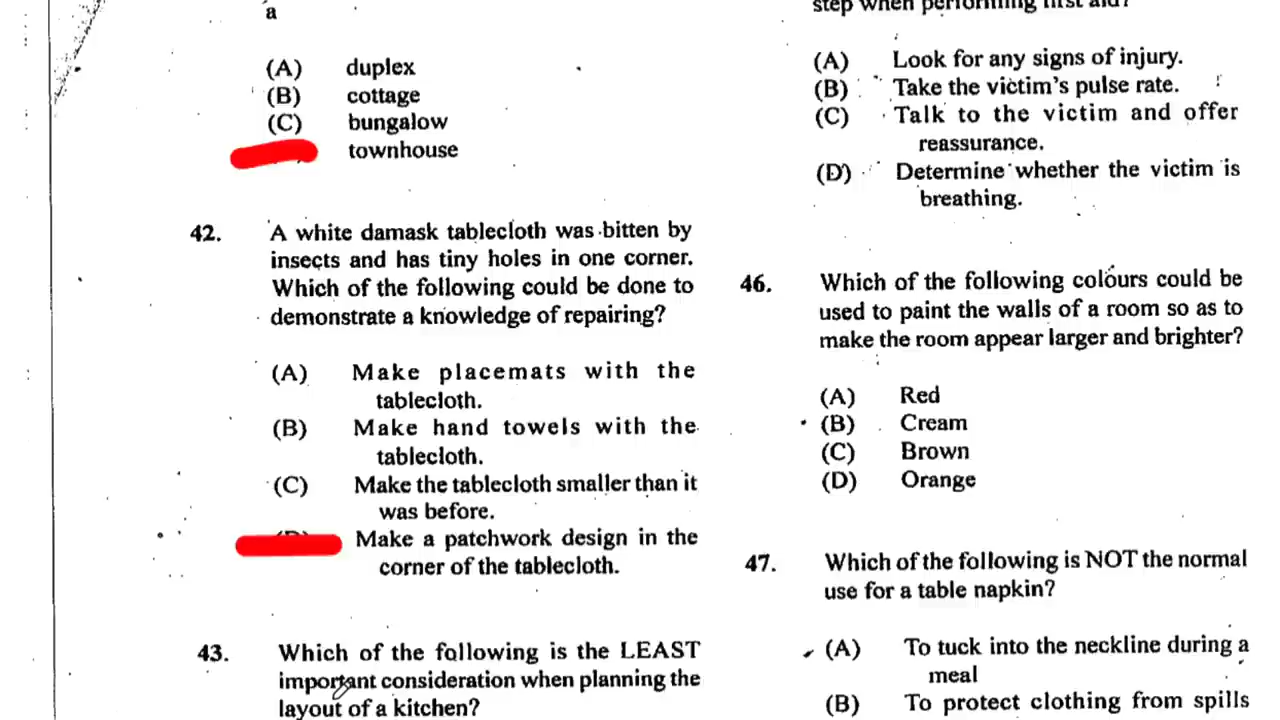 a
(A) duplex
(B) cottage
(C) bungalow
townhouse
42. A white damask tablecloth was bitten by
insects and has tiny holes in one corner.
Which of the following could be done to
demonstrate a knowledge of repairing?
(A) Make placemats with the
tablecloth.
(B) Make hand towels with the
tablecloth.
(C) Make the tablecloth smaller than it
was before.
Make a patchwork design in the
corner of the tablecloth.
43. Which of the following is the LEAST
important consideration when planning the
layout of a kitchen?
step when performing first aid?
(A) Look for any signs of injury.
(B) Take the victim's pulse rate.
(C) Talk to the victim and offer
reassurance.
(D) Determine whether the victim is
breathing.
46. Which of the following colours could be
used to paint the walls of a room so as to
make the room appear larger and brighter?
(A) Red
(B) Cream
(C) Brown
(D) Orange
47. Which of the following is NOT the normal
use for a table napkin?
(A) To tuck into the neckline during a
meal
(B) To protect clothing from spills